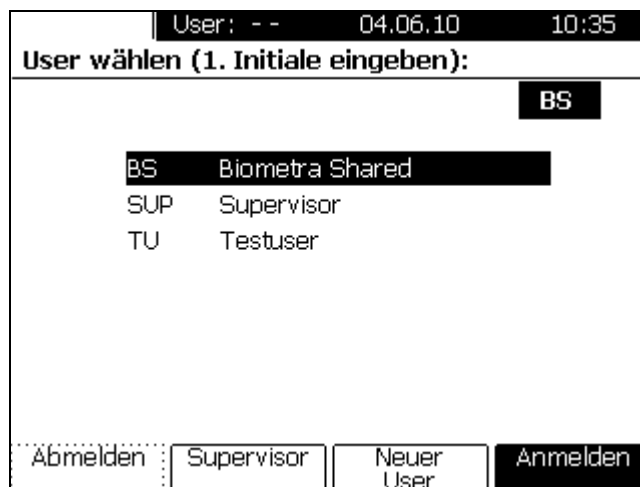 User: - - 04.06.10 10:35
User wählen (1. Initiale eingeben):
BS
BS Biometra Shared
SUP Supervisor
TU Testuser
Abmelden Supervisor Neuer User Anmelden